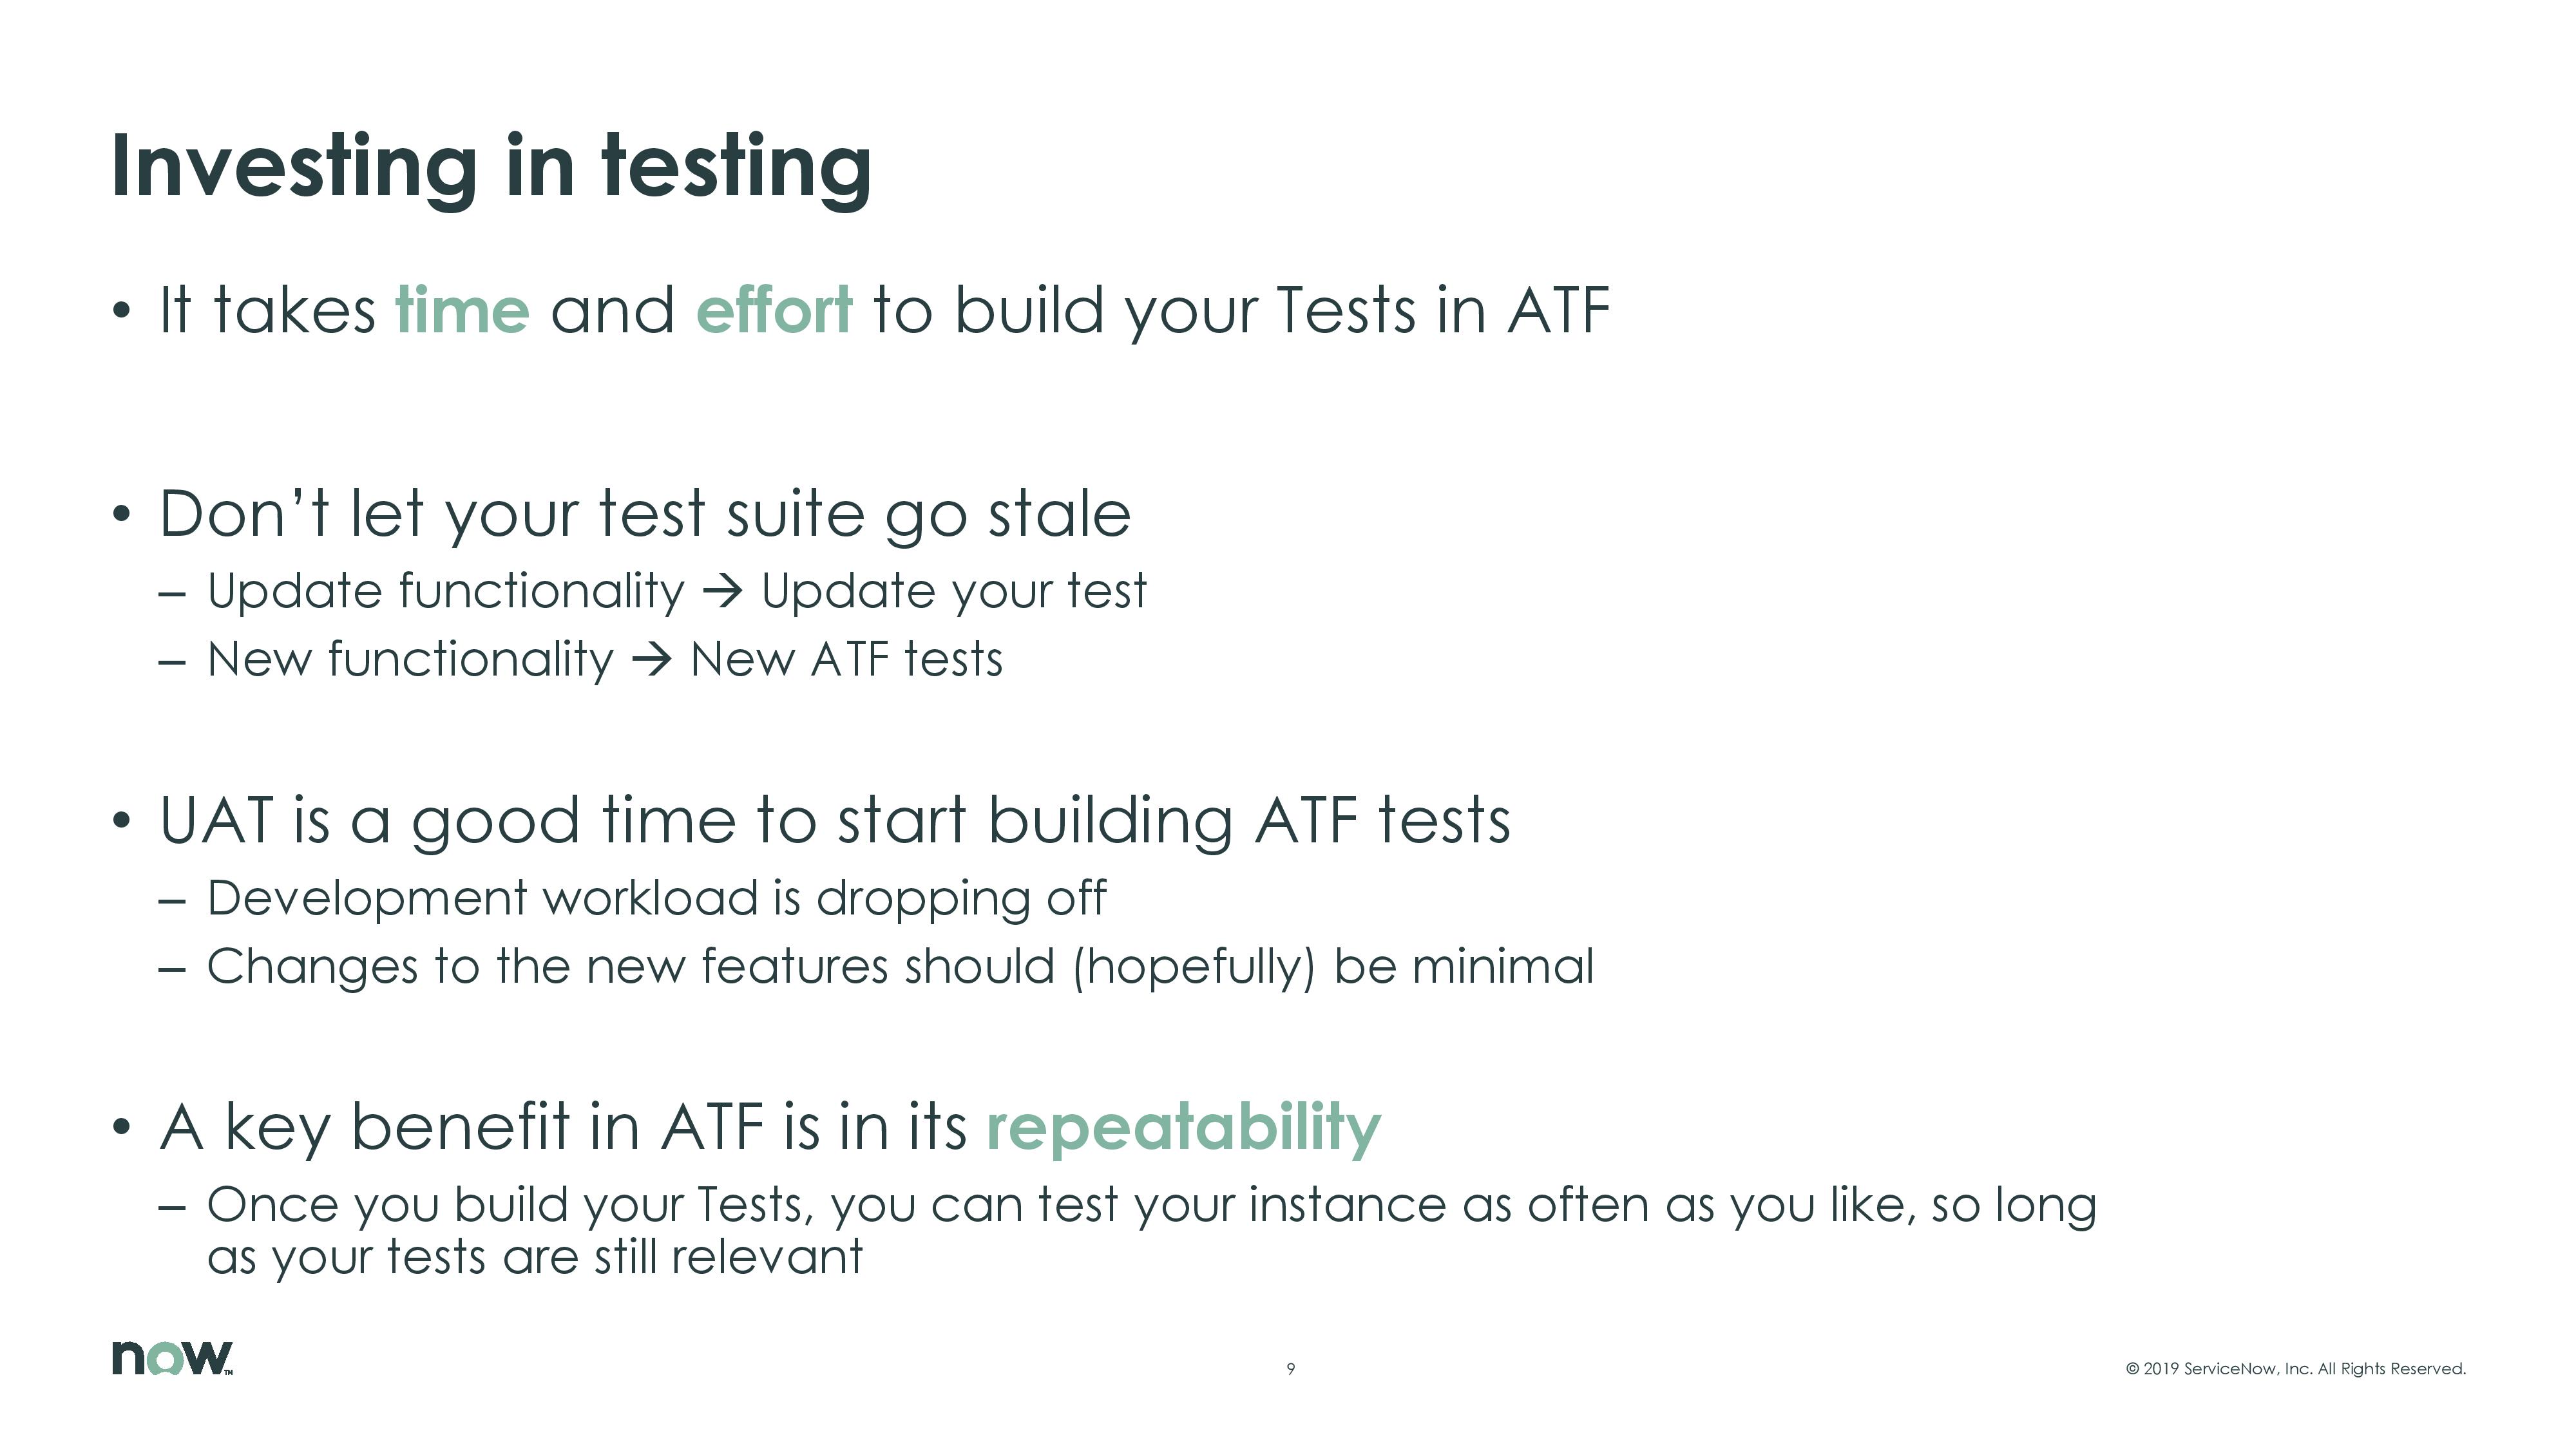 Investing in testing
• It takes time and effort to build your Tests in ATF
• Don’t let your test suite go stale
– Update functionality → Update your test
– New functionality → New ATF tests
• UAT is a good time to start building ATF tests
– Development workload is dropping off
– Changes to the new features should (hopefully) be minimal
• A key benefit in ATF is in its repeatability
– Once you build your Tests, you can test your instance as often as you like, so long
as your tests are still relevant
now™
9
© 2019 ServiceNow, Inc. All Rights Reserved.